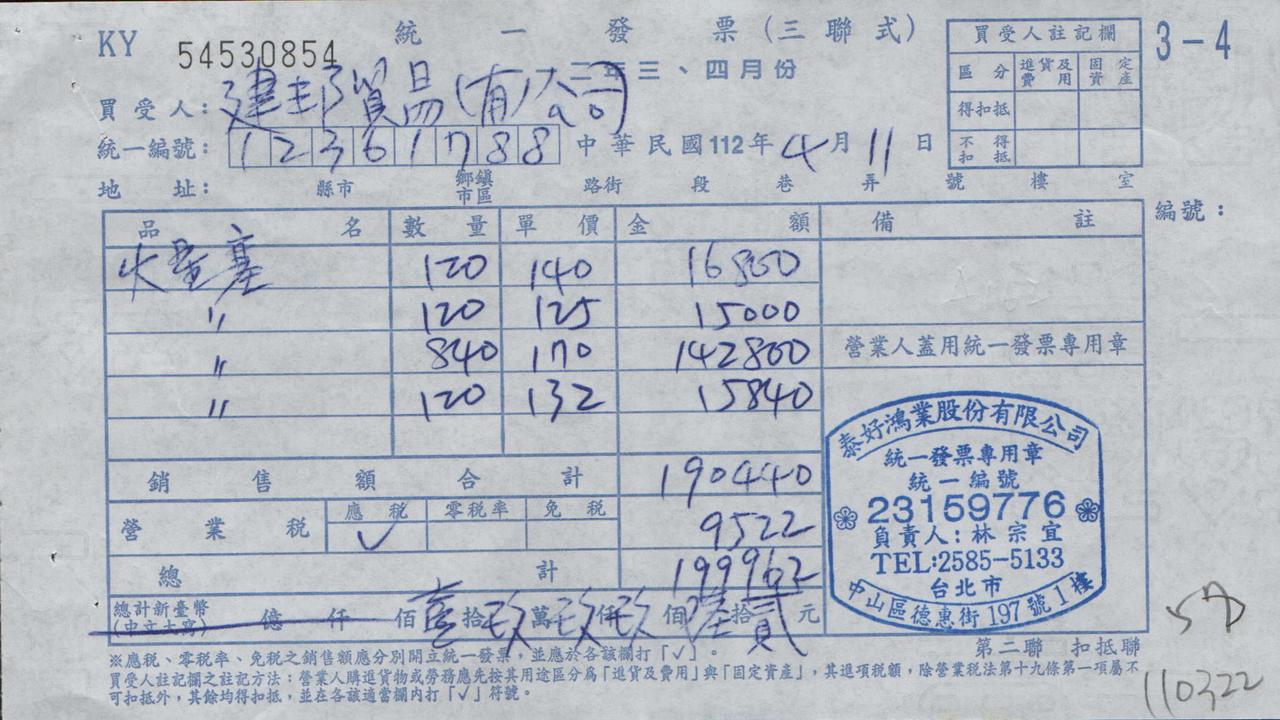 KY 54530854
統一發票(三聯式)
一二年三、四月份
3-4
買受人註記欄
區分 進貨及費用 固定資產
得扣抵
不得扣抵
買受人: 建邦貿易(有)公司
統一編號: 12361788 中華民國112年4月11日
地址: 縣市 鄉鎮市區 路街 段 巷 弄 號 樓 室
編號:
品名 數量 單價 金額 備註
火星塞 120 140 16800
〃 120 125 15000
〃 840 170 142800
營業人蓋用統一發票專用章
〃 120 132 15840
銷售額合計 190440
營業稅 應稅 ✓ 零稅率 免稅 9522
總計 199962
總計新臺幣(中文大寫) 億 仟 佰 壹拾玖萬玖仟玖佰陸拾貳元
泰好鴻業股份有限公司
統一發票專用章
統一編號
23159776
負責人:林宗宜
TEL:2585-5133
台北市
中山區德惠街197號1樓
第二聯 扣抵聯
※應稅、零稅率、免稅之銷售額應分別開立統一發票,並應於各該欄打「✓」。
買受人註記欄之註記方法:營業人購進貨物或勞務應先按其用途區分為「進貨及費用」與「固定資產」,其進項稅額,除營業稅法第十九條第一項屬不
可扣抵外,其餘均得扣抵,並在各該適當欄內打「✓」符號。
110322